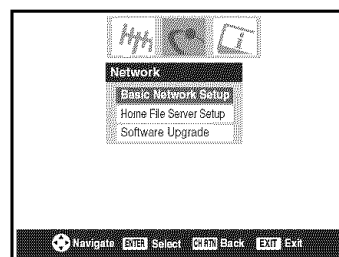 Network
Basic Network Setup
Home File Server Setup
Software Upgrade
Navigate ENTER Select CH RTN Back EXIT Exit